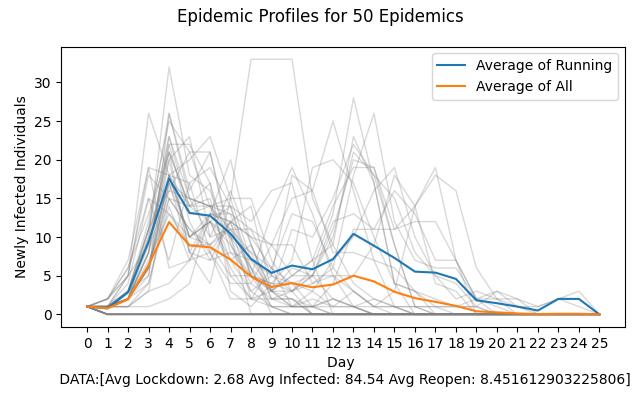 Epidemic Profiles for 50 Epidemics
Average of Running
Average of All
Newly Infected Individuals
30
25
20
15
10
5
0
0 1 2 3 4 5 6 7 8 9 10 11 12 13 14 15 16 17 18 19 20 21 22 23 24 25
Day
DATA:[Avg Lockdown: 2.68 Avg Infected: 84.54 Avg Reopen: 8.451612903225806]